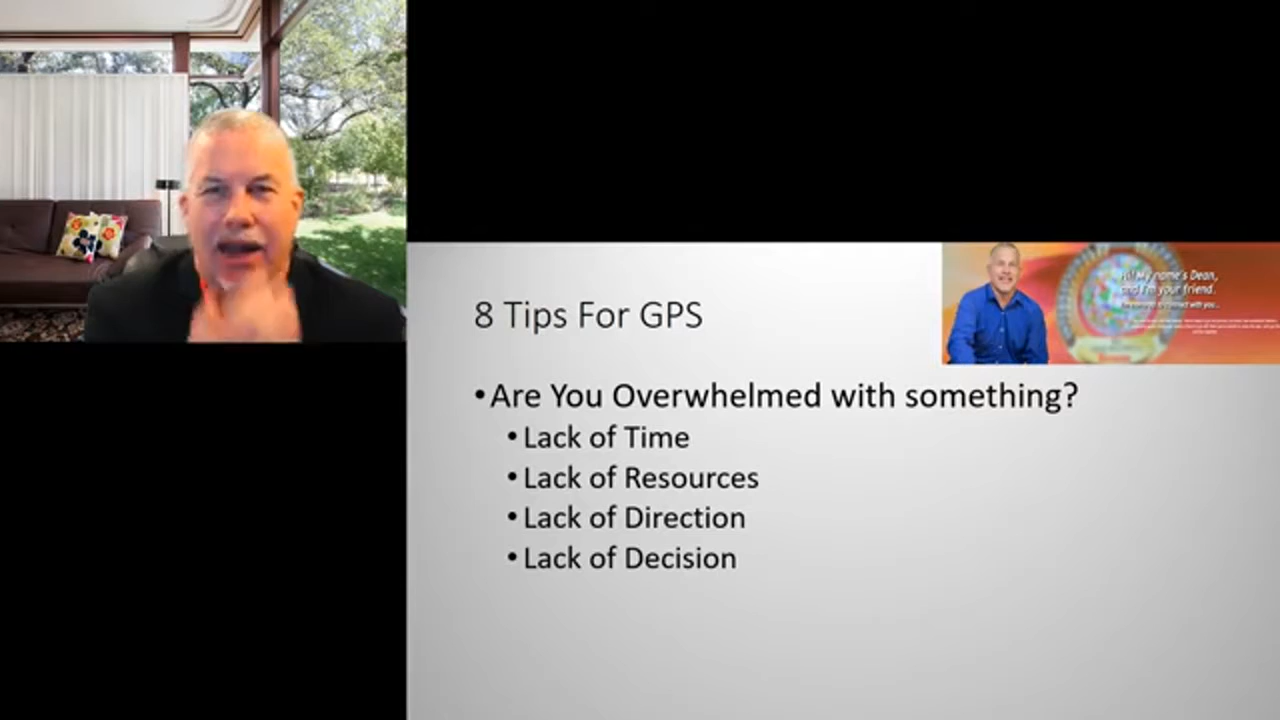 8 Tips For GPS
Hi! My name's Dean,
and I'm your friend.
•Are You Overwhelmed with something?
•Lack of Time
•Lack of Resources
•Lack of Direction
•Lack of Decision